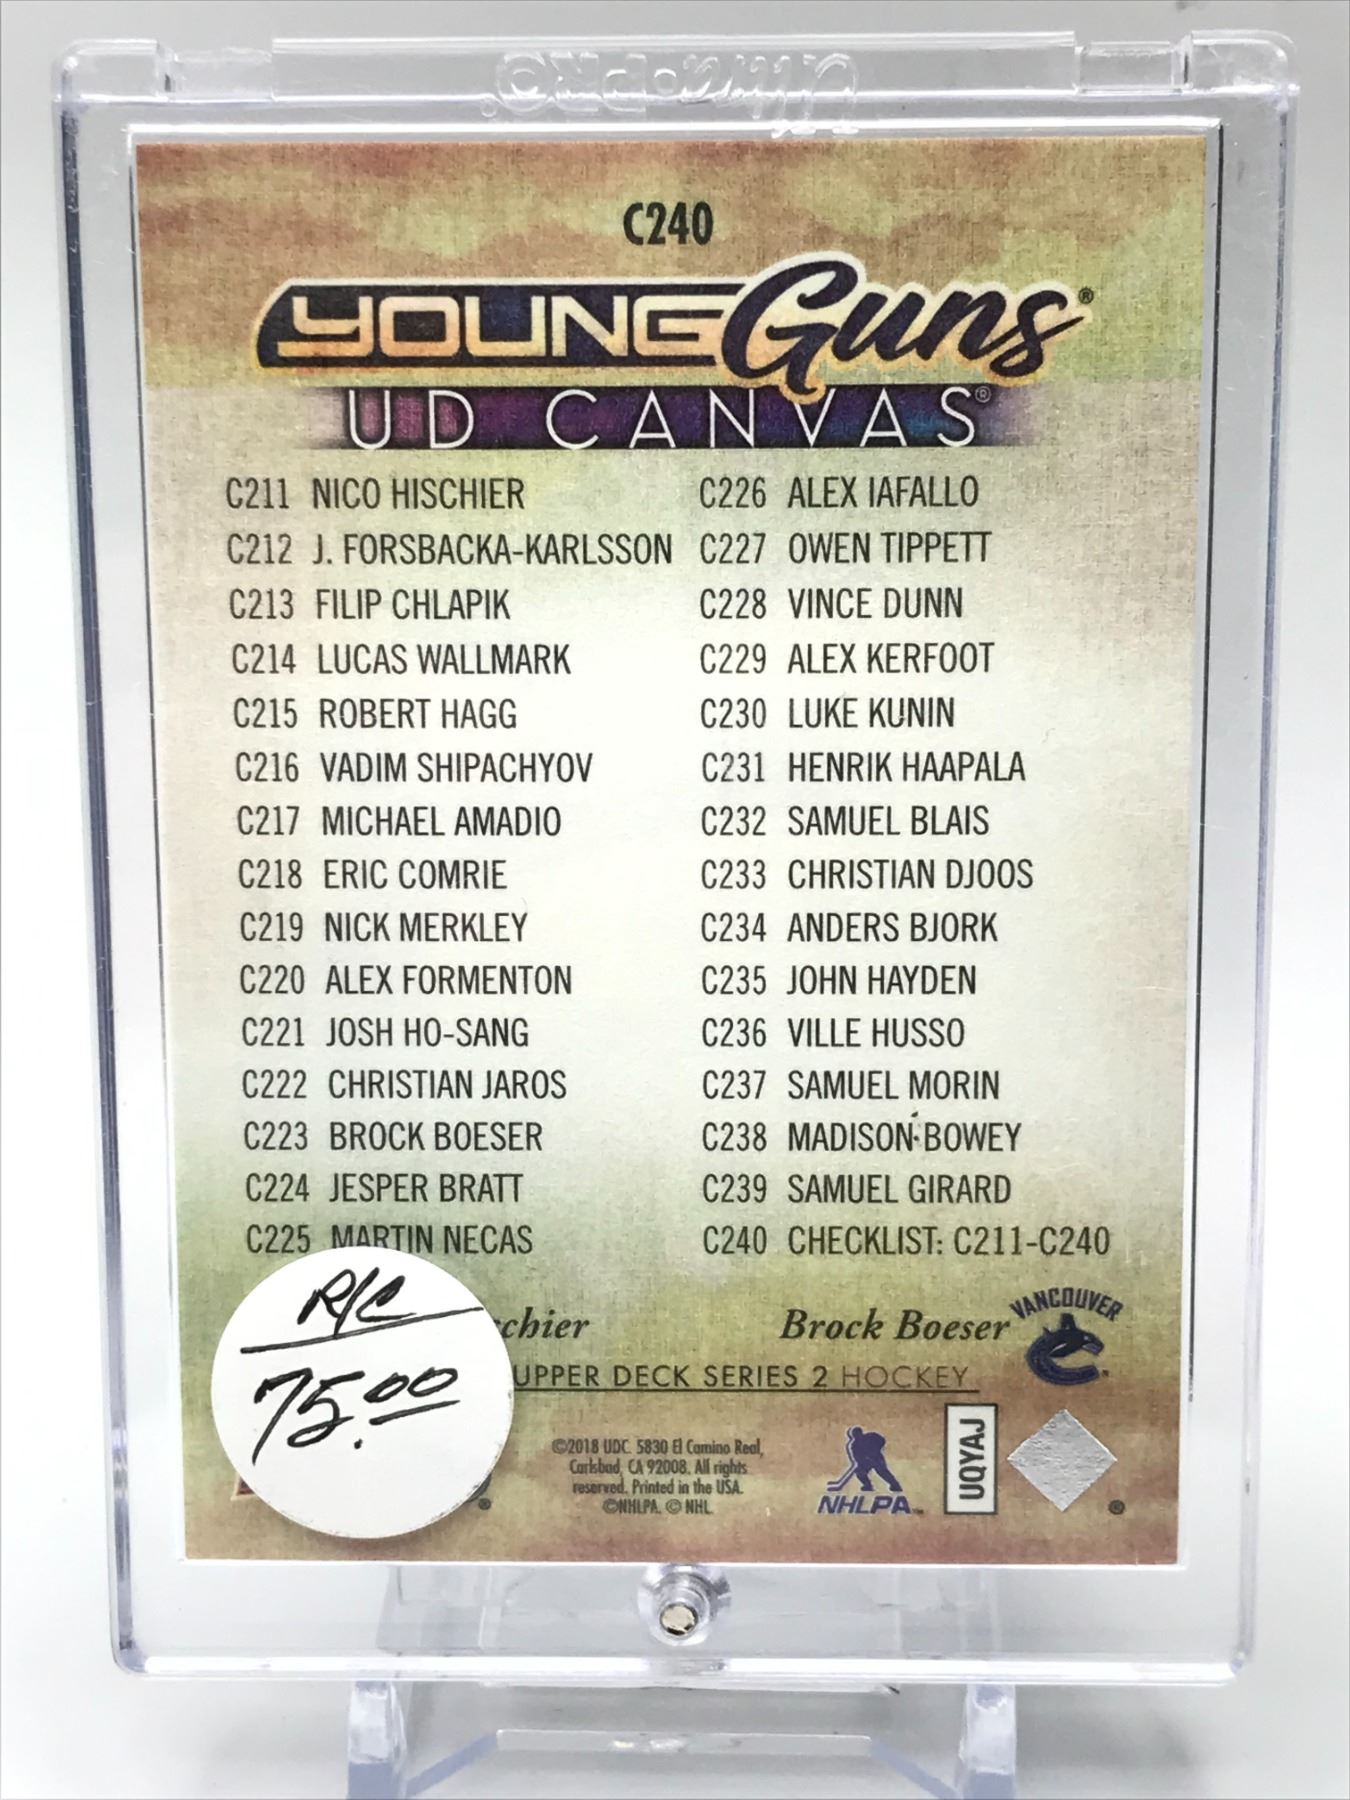 Ultra•PRO
C240
YOUNG Guns®
UD CANVAS®
C211 NICO HISCHIER
C212 J. FORSBACKA-KARLSSON
C213 FILIP CHLAPIK
C214 LUCAS WALLMARK
C215 ROBERT HAGG
C216 VADIM SHIPACHYOV
C217 MICHAEL AMADIO
C218 ERIC COMRIE
C219 NICK MERKLEY
C220 ALEX FORMENTON
C221 JOSH HO-SANG
C222 CHRISTIAN JAROS
C223 BROCK BOESER
C224 JESPER BRATT
C225 MARTIN NECAS
C226 ALEX IAFALLO
C227 OWEN TIPPETT
C228 VINCE DUNN
C229 ALEX KERFOOT
C230 LUKE KUNIN
C231 HENRIK HAAPALA
C232 SAMUEL BLAIS
C233 CHRISTIAN DJOOS
C234 ANDERS BJORK
C235 JOHN HAYDEN
C236 VILLE HUSSO
C237 SAMUEL MORIN
C238 MADISON BOWEY
C239 SAMUEL GIRARD
C240 CHECKLIST: C211-C240
R/C
75.00
schier
Brock Boeser
VANCOUVER
UPPER DECK SERIES 2 HOCKEY
©2018 UDC. 5830 El Camino Real,
Carlsbad, CA 92008. All rights
reserved. Printed in the USA.
©NHLPA. © NHL.
NHLPA™
UQYAJ